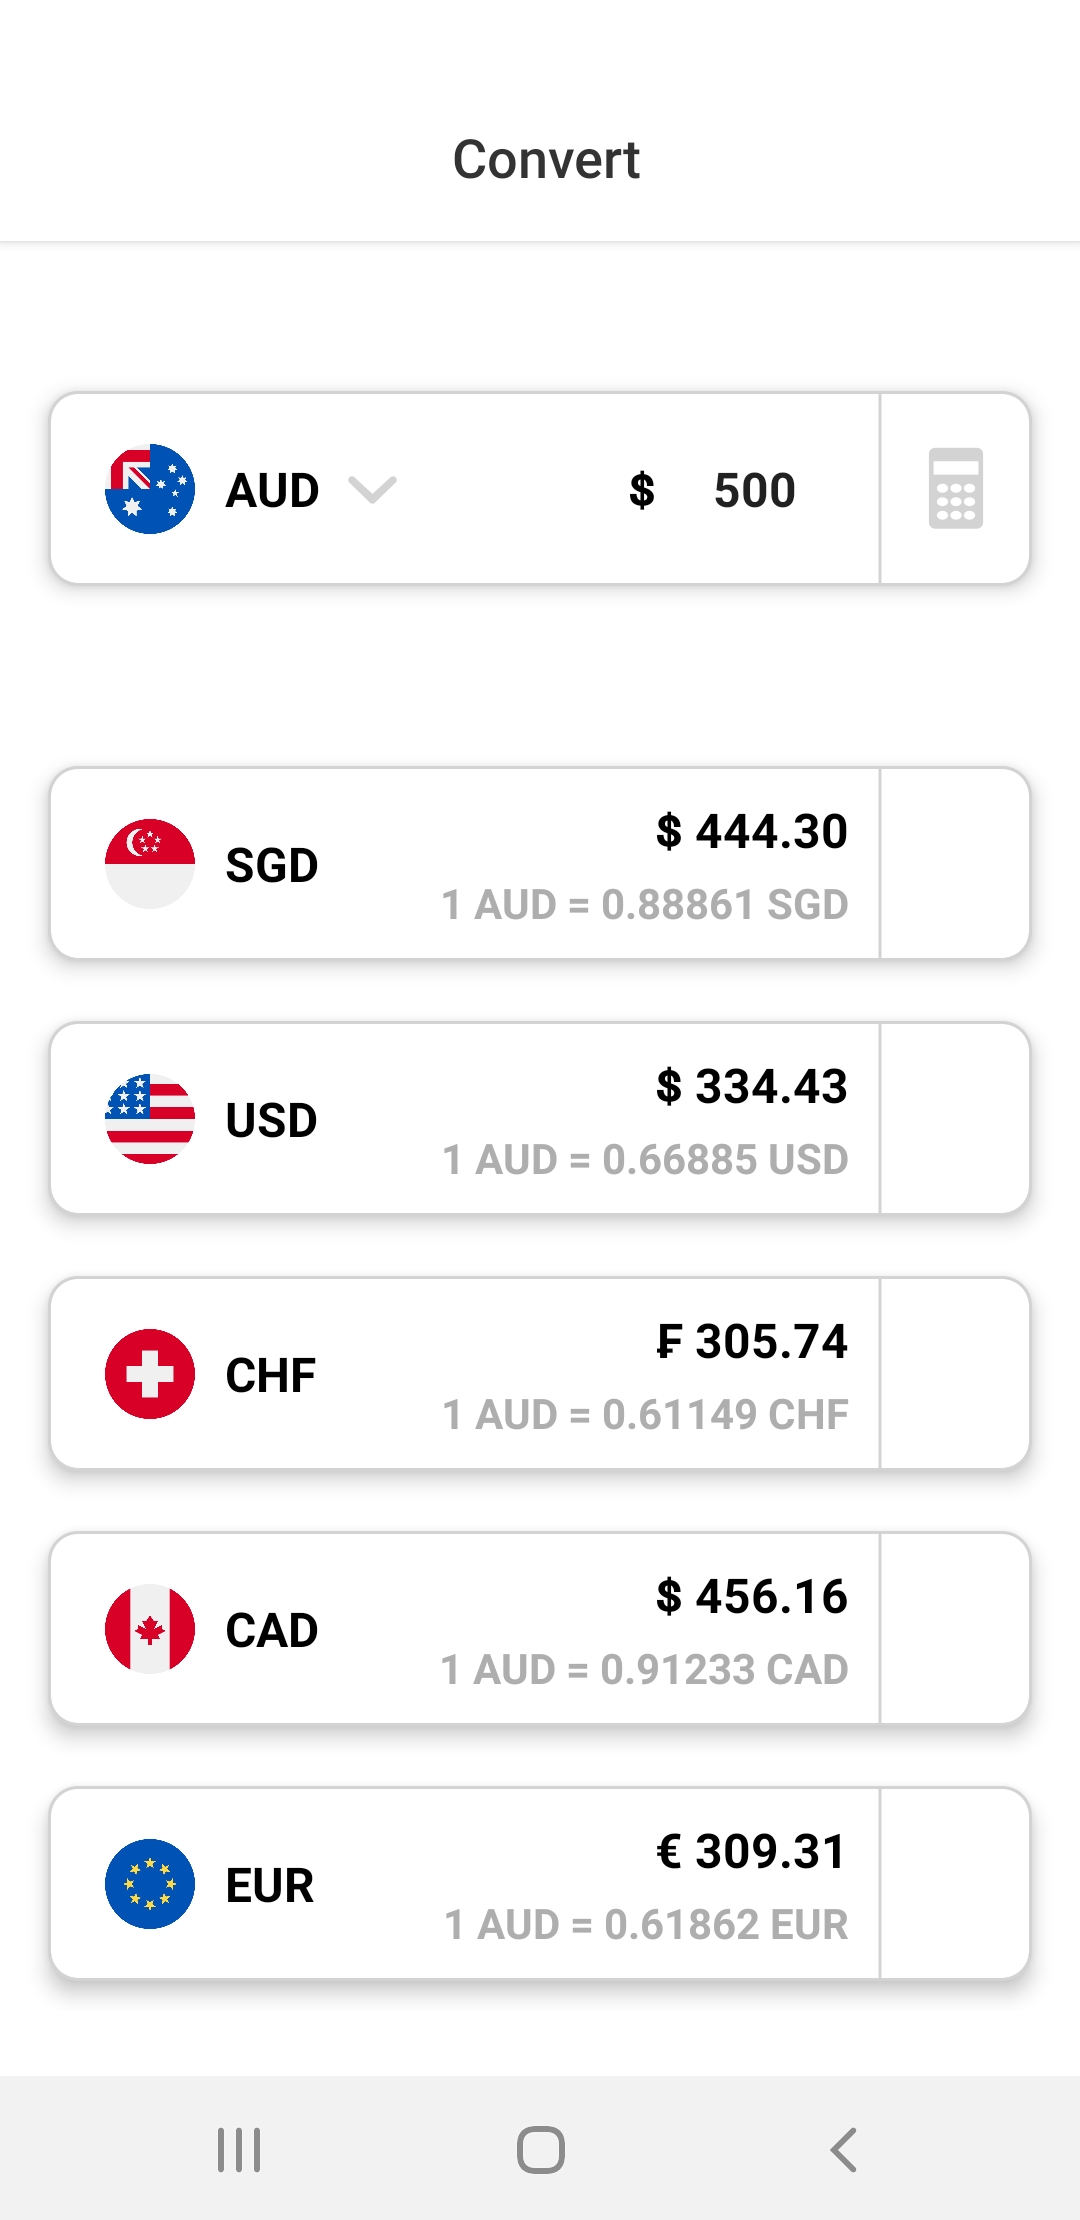 Convert
AUD $ 500
SGD
$ 444.30
1 AUD = 0.88861 SGD
USD
$ 334.43
1 AUD = 0.66885 USD
CHF
₣ 305.74
1 AUD = 0.61149 CHF
CAD
$ 456.16
1 AUD = 0.91233 CAD
EUR
€ 309.31
1 AUD = 0.61862 EUR